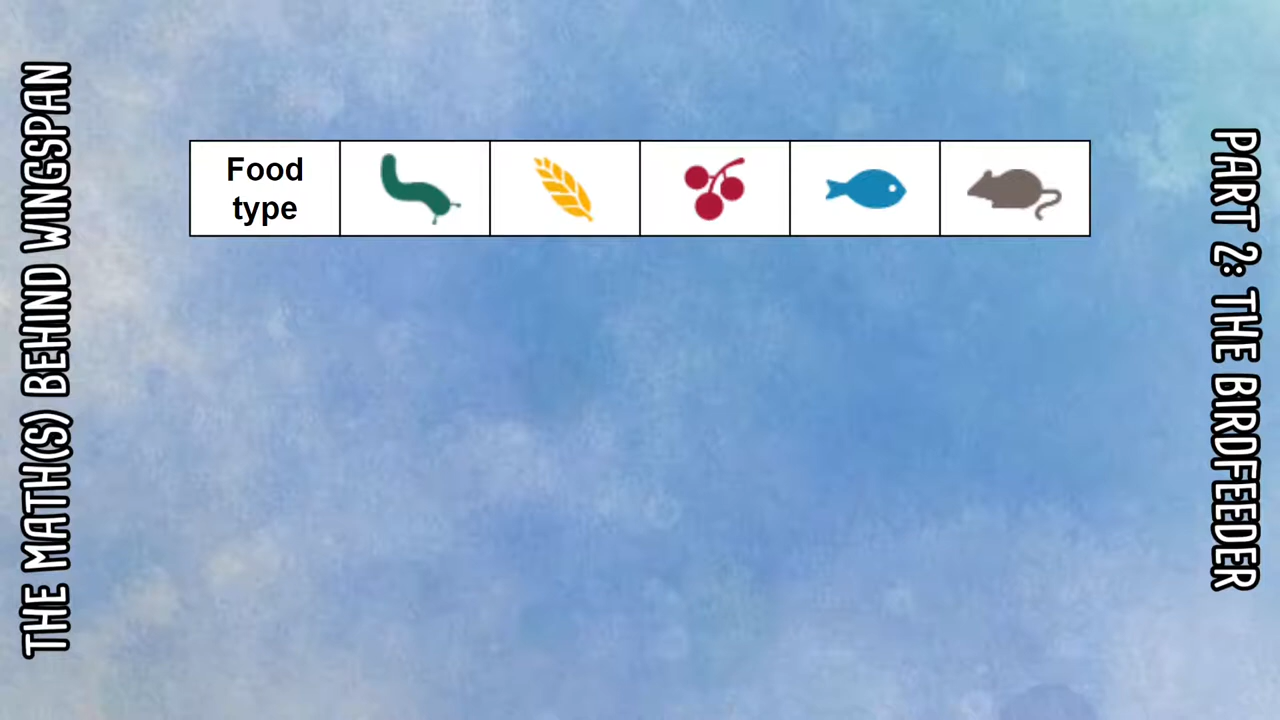 THE MATH(S) BEHIND WINGSPAN
Food
type
PART 2: THE BIRDFEEDER